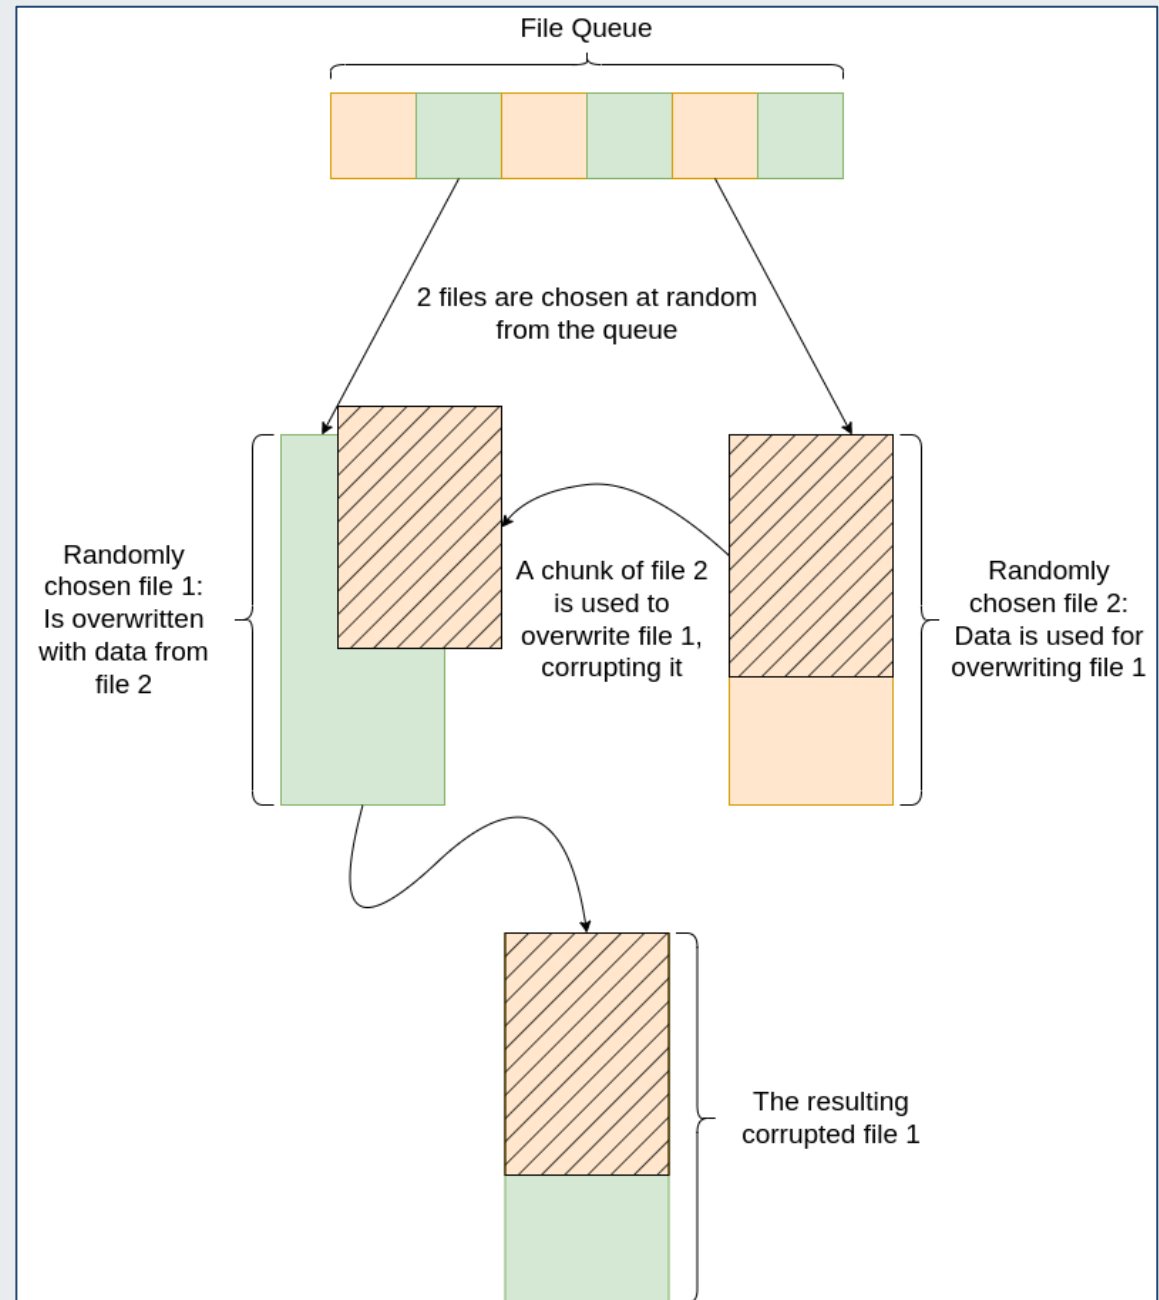 File Queue
2 files are chosen at random
from the queue
Randomly
chosen file 1:
Is overwritten
with data from
file 2
A chunk of file 2
is used to
overwrite file 1,
corrupting it
Randomly
chosen file 2:
Data is used for
overwriting file 1
The resulting
corrupted file 1